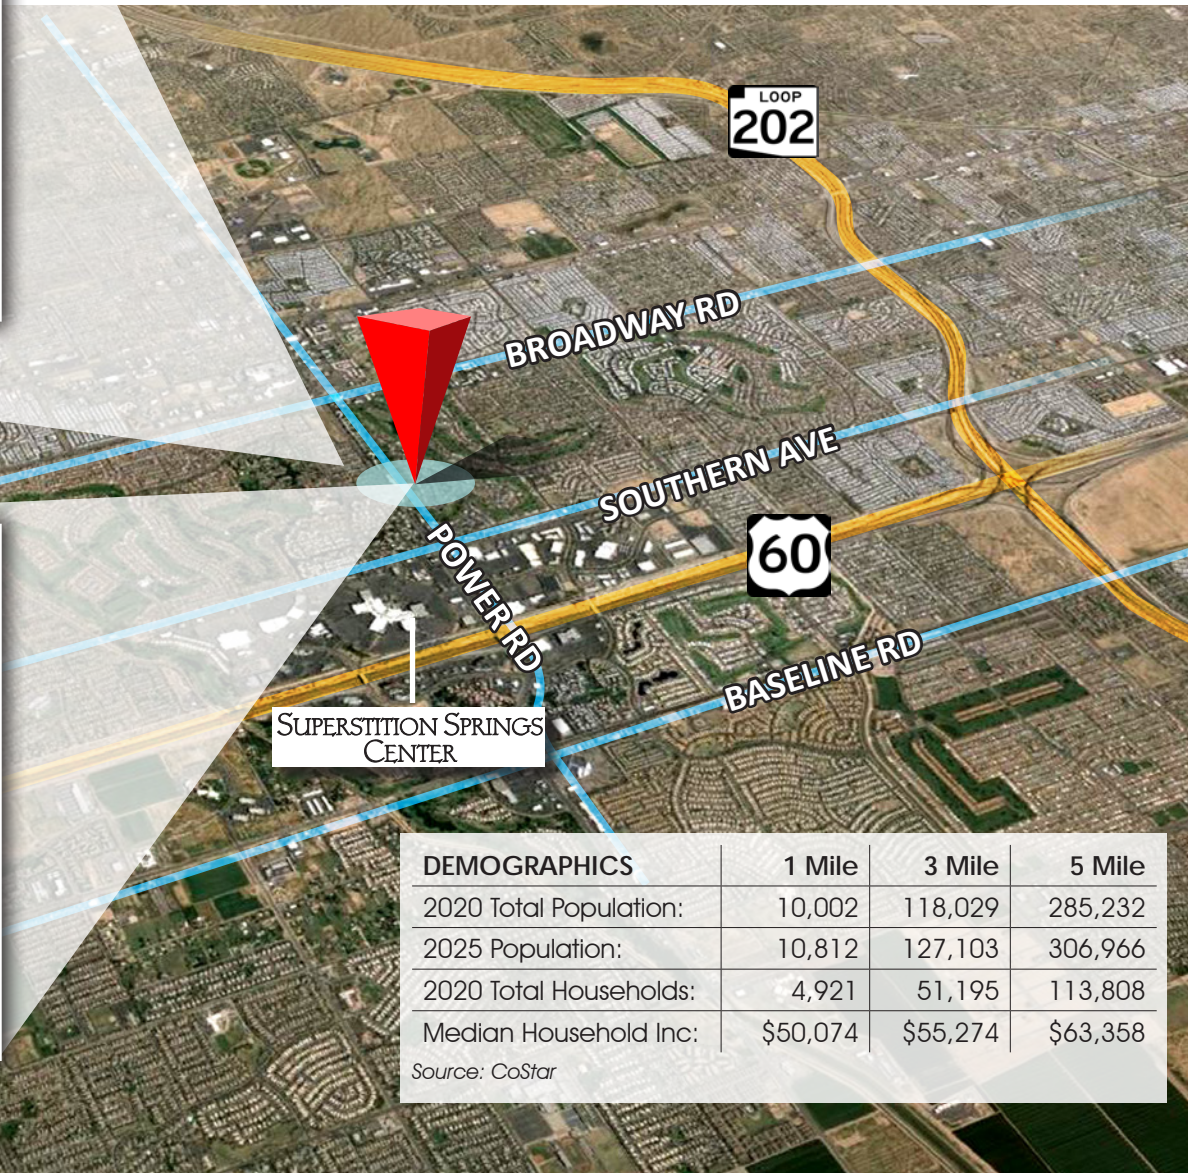 LOOP
202
BROADWAY RD
SOUTHERN AVE
60
POWER RD
BASELINE RD
SUPERSTITION SPRINGS
CENTER
DEMOGRAPHICS 1 Mile 3 Mile 5 Mile
2020 Total Population: 10,002 118,029 285,232
2025 Population: 10,812 127,103 306,966
2020 Total Households: 4,921 51,195 113,808
Median Household Inc: $50,074 $55,274 $63,358
Source: CoStar